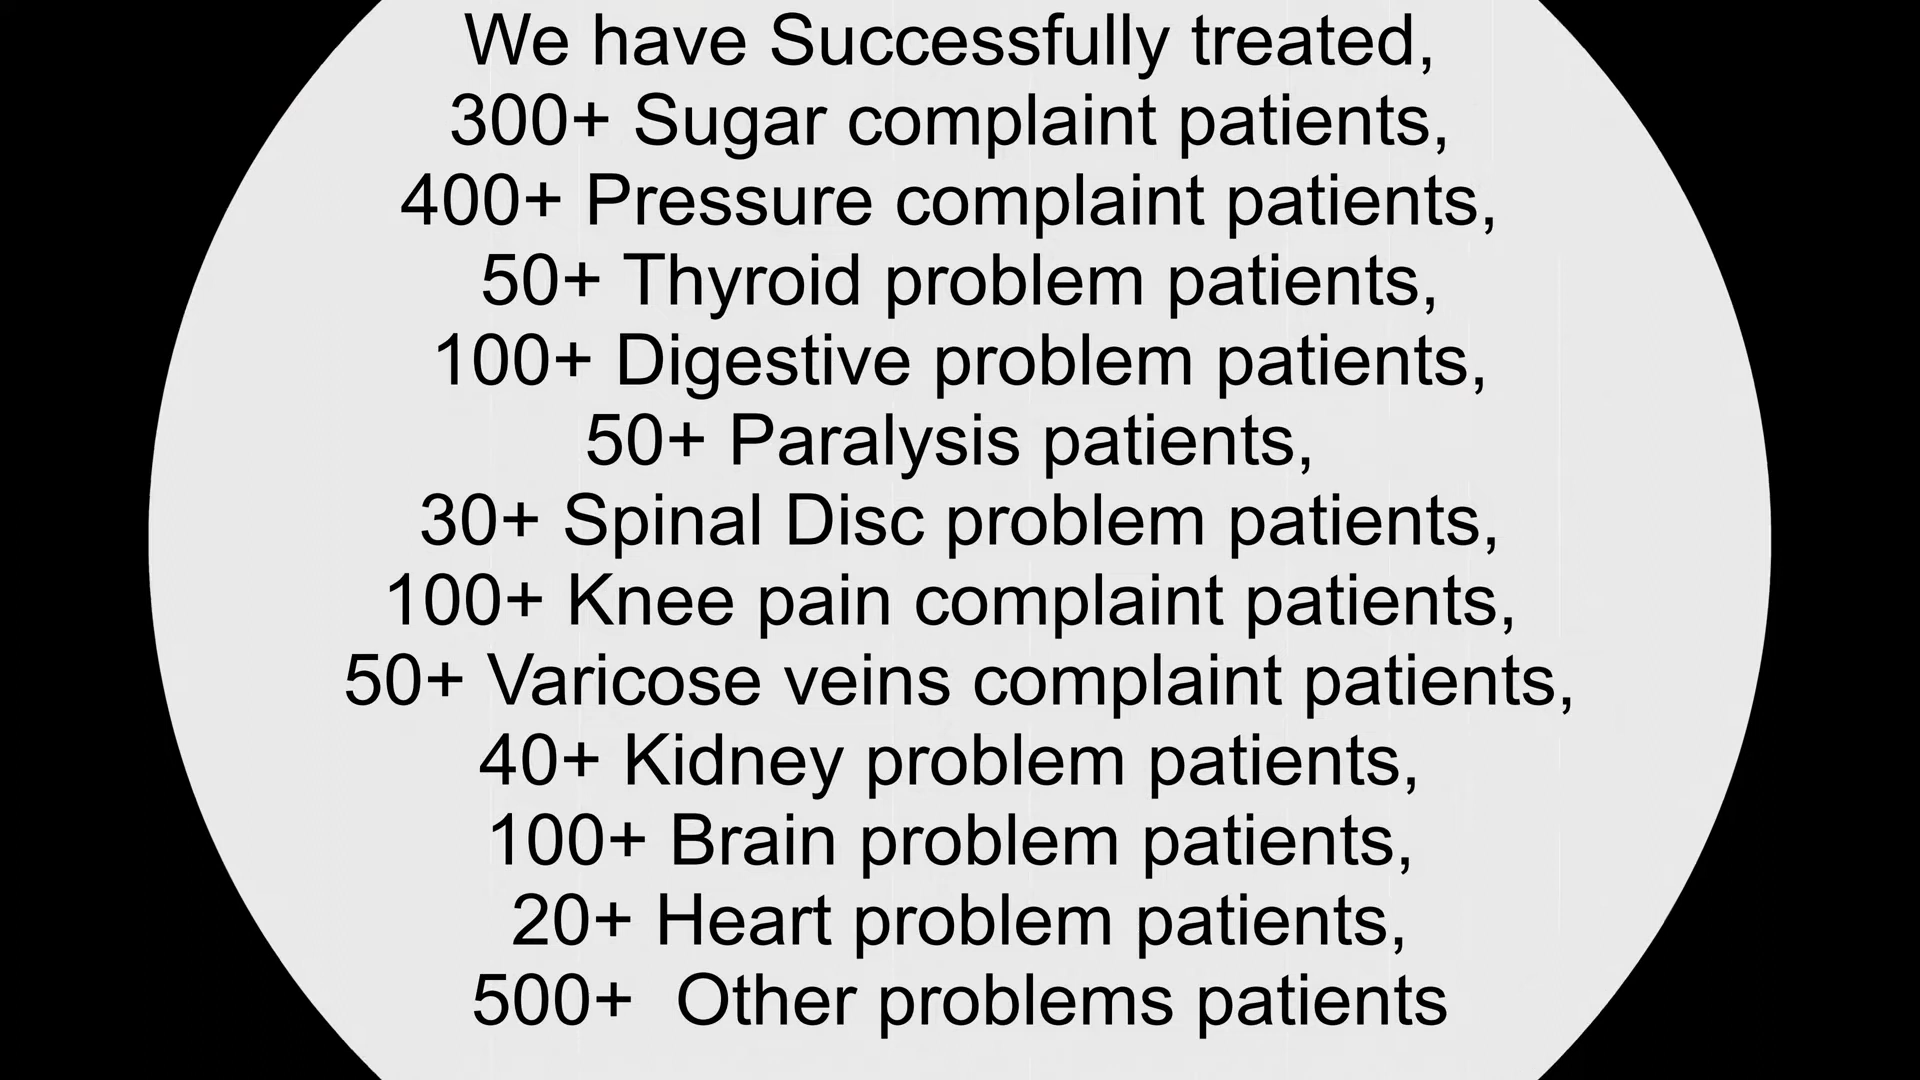 We have Successfully treated,
300+ Sugar complaint patients,
400+ Pressure complaint patients,
50+ Thyroid problem patients,
100+ Digestive problem patients,
50+ Paralysis patients,
30+ Spinal Disc problem patients,
100+ Knee pain complaint patients,
50+ Varicose veins complaint patients,
40+ Kidney problem patients,
100+ Brain problem patients,
20+ Heart problem patients,
500+  Other problems patients